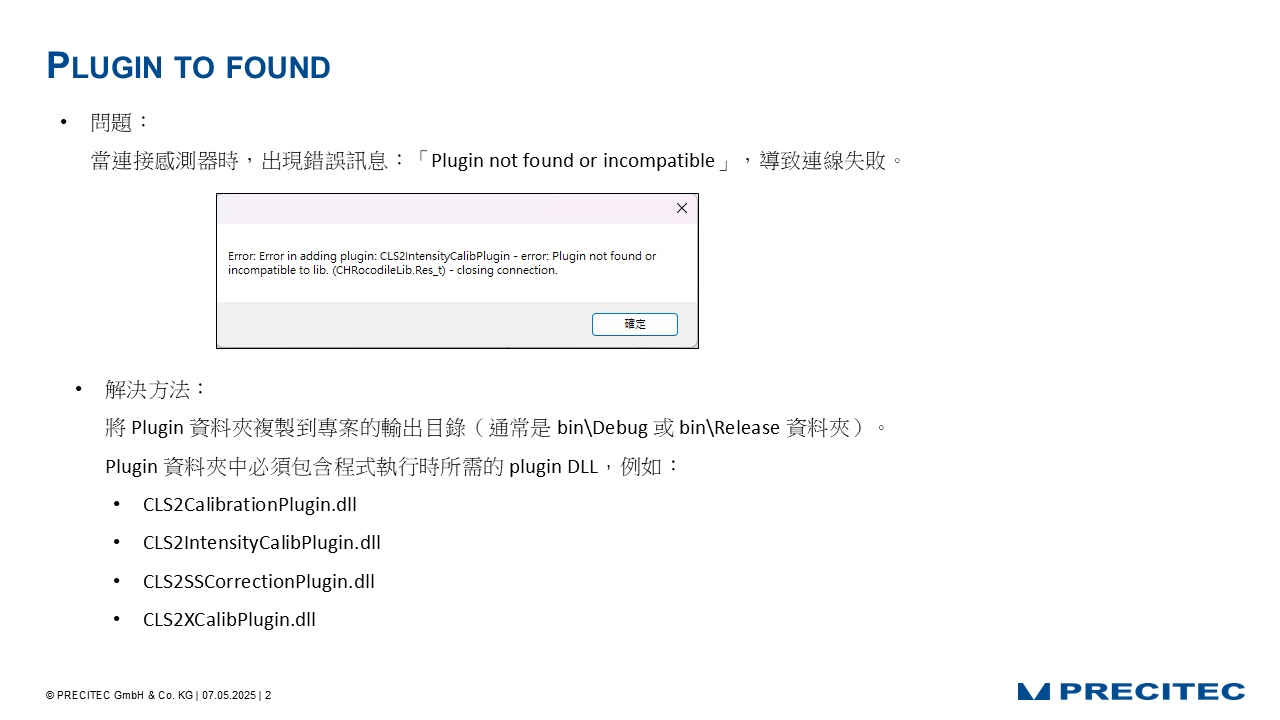 PLUGIN TO FOUND
• 問題：
當連接感測器時，出現錯誤訊息：「Plugin not found or incompatible」，導致連線失敗。
Error: Error in adding plugin: CLS2IntensityCalibPlugin - error: Plugin not found or
incompatible to lib. (CHRocodileLib.Res_t) - closing connection.
確定
• 解決方法：
將 Plugin 資料夾複製到專案的輸出目錄（通常是 bin\Debug 或 bin\Release 資料夾）。
Plugin 資料夾中必須包含程式執行時所需的 plugin DLL，例如：
• CLS2CalibrationPlugin.dll
• CLS2IntensityCalibPlugin.dll
• CLS2SSCorrectionPlugin.dll
• CLS2XCalibPlugin.dll
© PRECITEC GmbH & Co. KG | 07.05.2025 | 2
PRECITEC